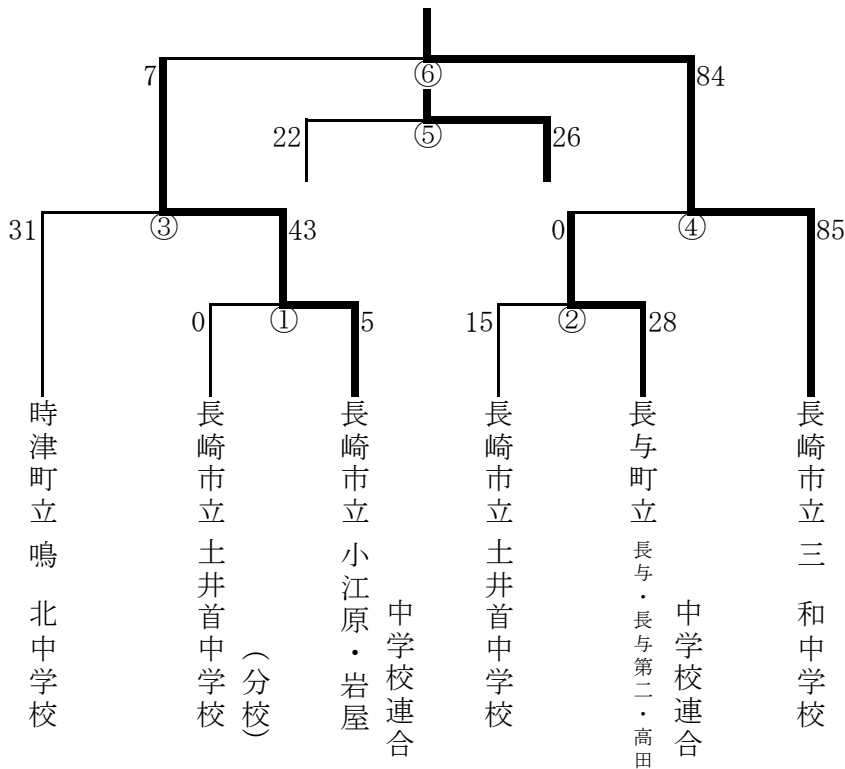 7
⑥
84
22
⑤
26
31
③
43
0
④
85
0
①
5
15
②
28
時津町立 鳴 北中学校
長崎市立 土井首中学校
(分校)
長崎市立 小江原・岩屋
中学校連合
長崎市立 土井首中学校
長与町立 長与・長与第二・高田
中学校連合
長崎市立 三 和中学校